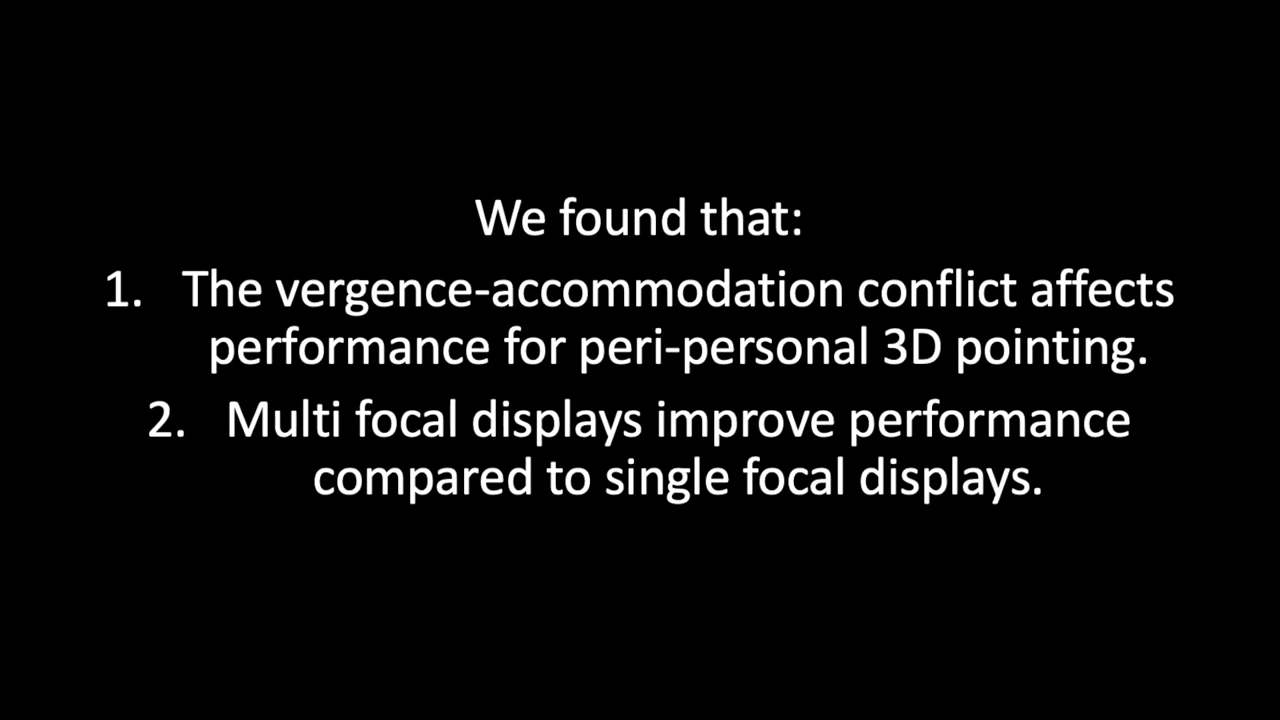 We found that:
1. The vergence-accommodation conflict affects
performance for peri-personal 3D pointing.
2. Multi focal displays improve performance
compared to single focal displays.